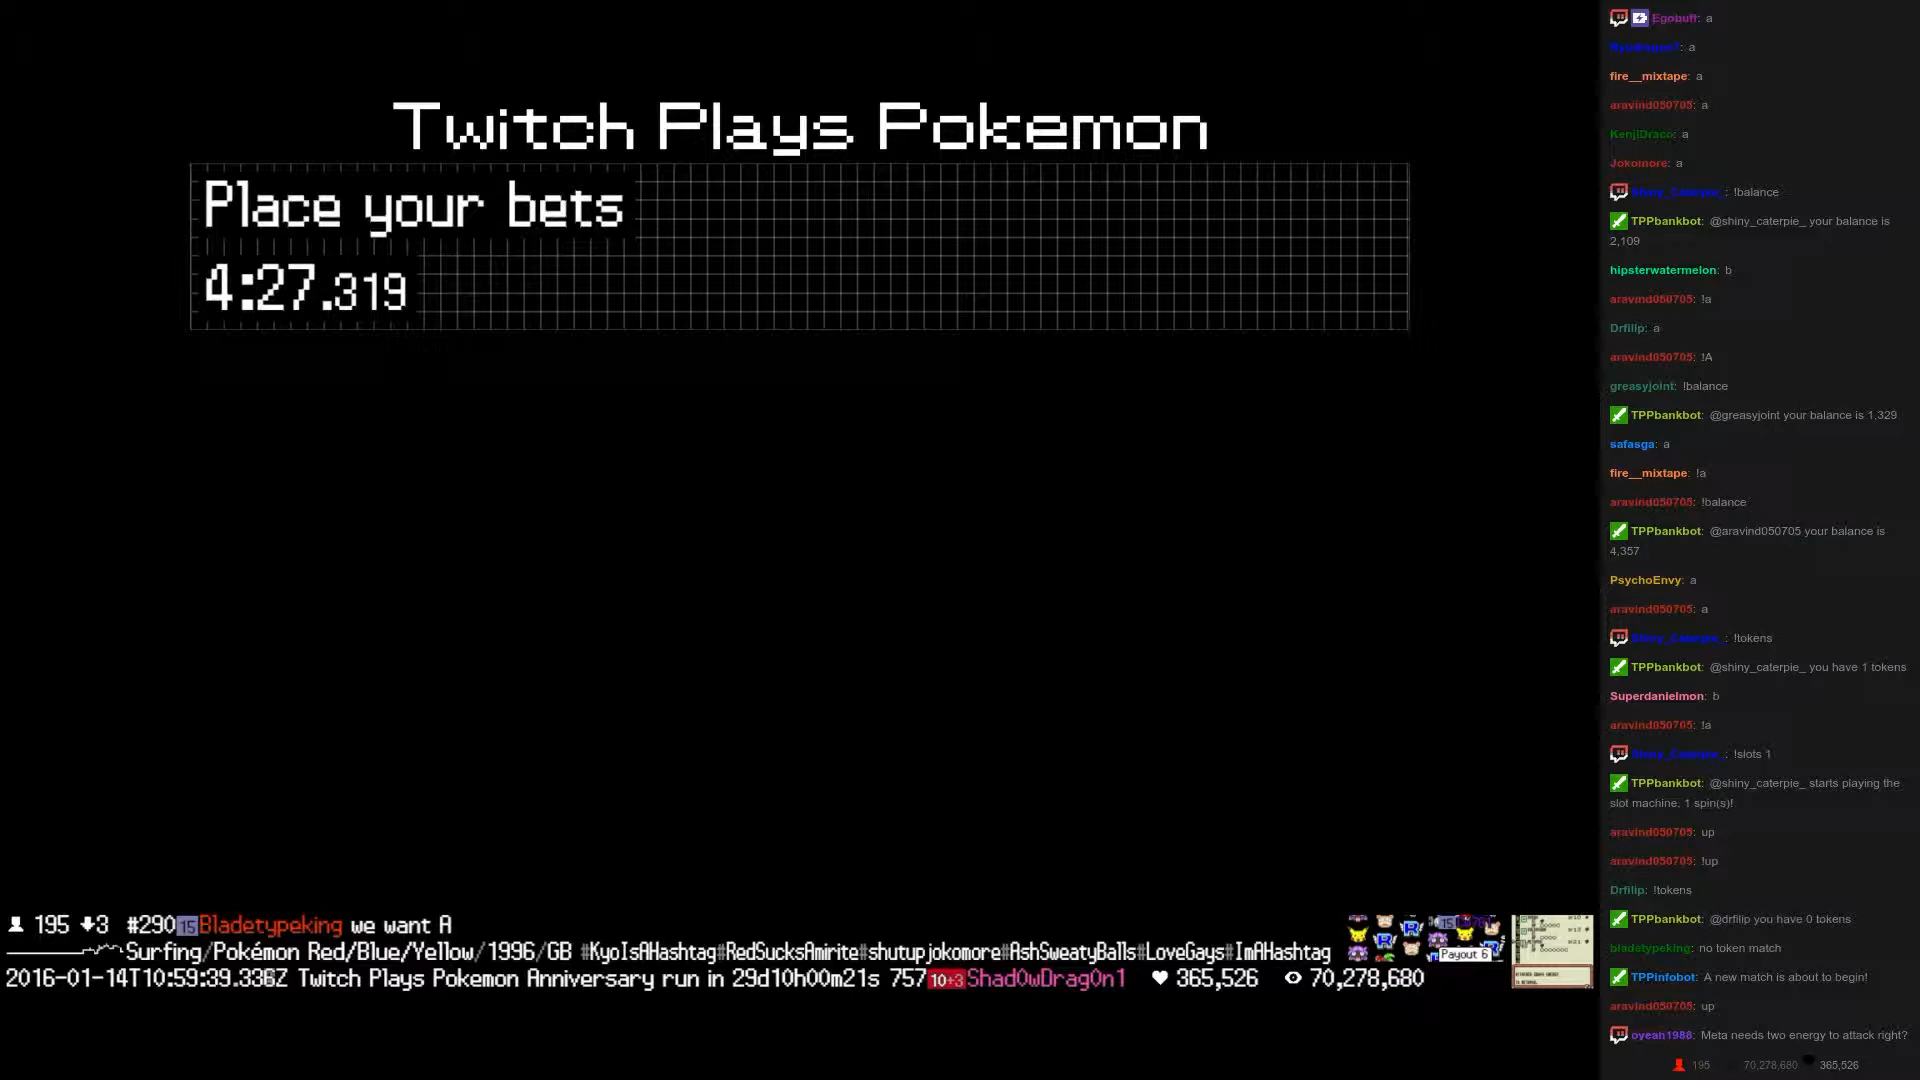 Twitch Plays Pokemon
Place your bets
4:27.319
195 3 #290 15 Bladetypeking we want A
Surfing/Pokémon Red/Blue/Yellow/1996/GB #KyoIsAHashtag#RedSucksAmirite#shutupjokomore#AshSweatyBalls#LoveGays#ImAHashtag
Payout 6
2016-01-14T10:59:39.336Z Twitch Plays Pokemon Anniversary run in 29d10h00m21s 757 10+3 Shad0wDrag0n1 365,526 70,278,680
Egobuff: a
: a
fire__mixtape: a
aravind050705: a
KenjiDraco: a
Jokomore: a
Shiny_Caterpie_: !balance
TPPbankbot: @shiny_caterpie_ your balance is
2,109
hipsterwatermelon: b
aravind050705: !a
Drfilip: a
aravind050705: !A
greasyjoint: !balance
TPPbankbot: @greasyjoint your balance is 1,329
safasga: a
fire__mixtape: !a
aravind050705: !balance
TPPbankbot: @aravind050705 your balance is
4,357
PsychoEnvy: a
aravind050705: a
Shiny_Caterpie_: !tokens
TPPbankbot: @shiny_caterpie_ you have 1 tokens
Superdanielmon: b
aravind050705: !a
Shiny_Caterpie_: !slots 1
TPPbankbot: @shiny_caterpie_ starts playing the
slot machine. 1 spin(s)!
aravind050705: up
aravind050705: !up
Drfilip: !tokens
TPPbankbot: @drfilip you have 0 tokens
bladetypeking: no token match
TPPinfobot: A new match is about to begin!
aravind050705: up
oyean1986: Meta needs two energy to attack right?
195 70,278,680 365,526